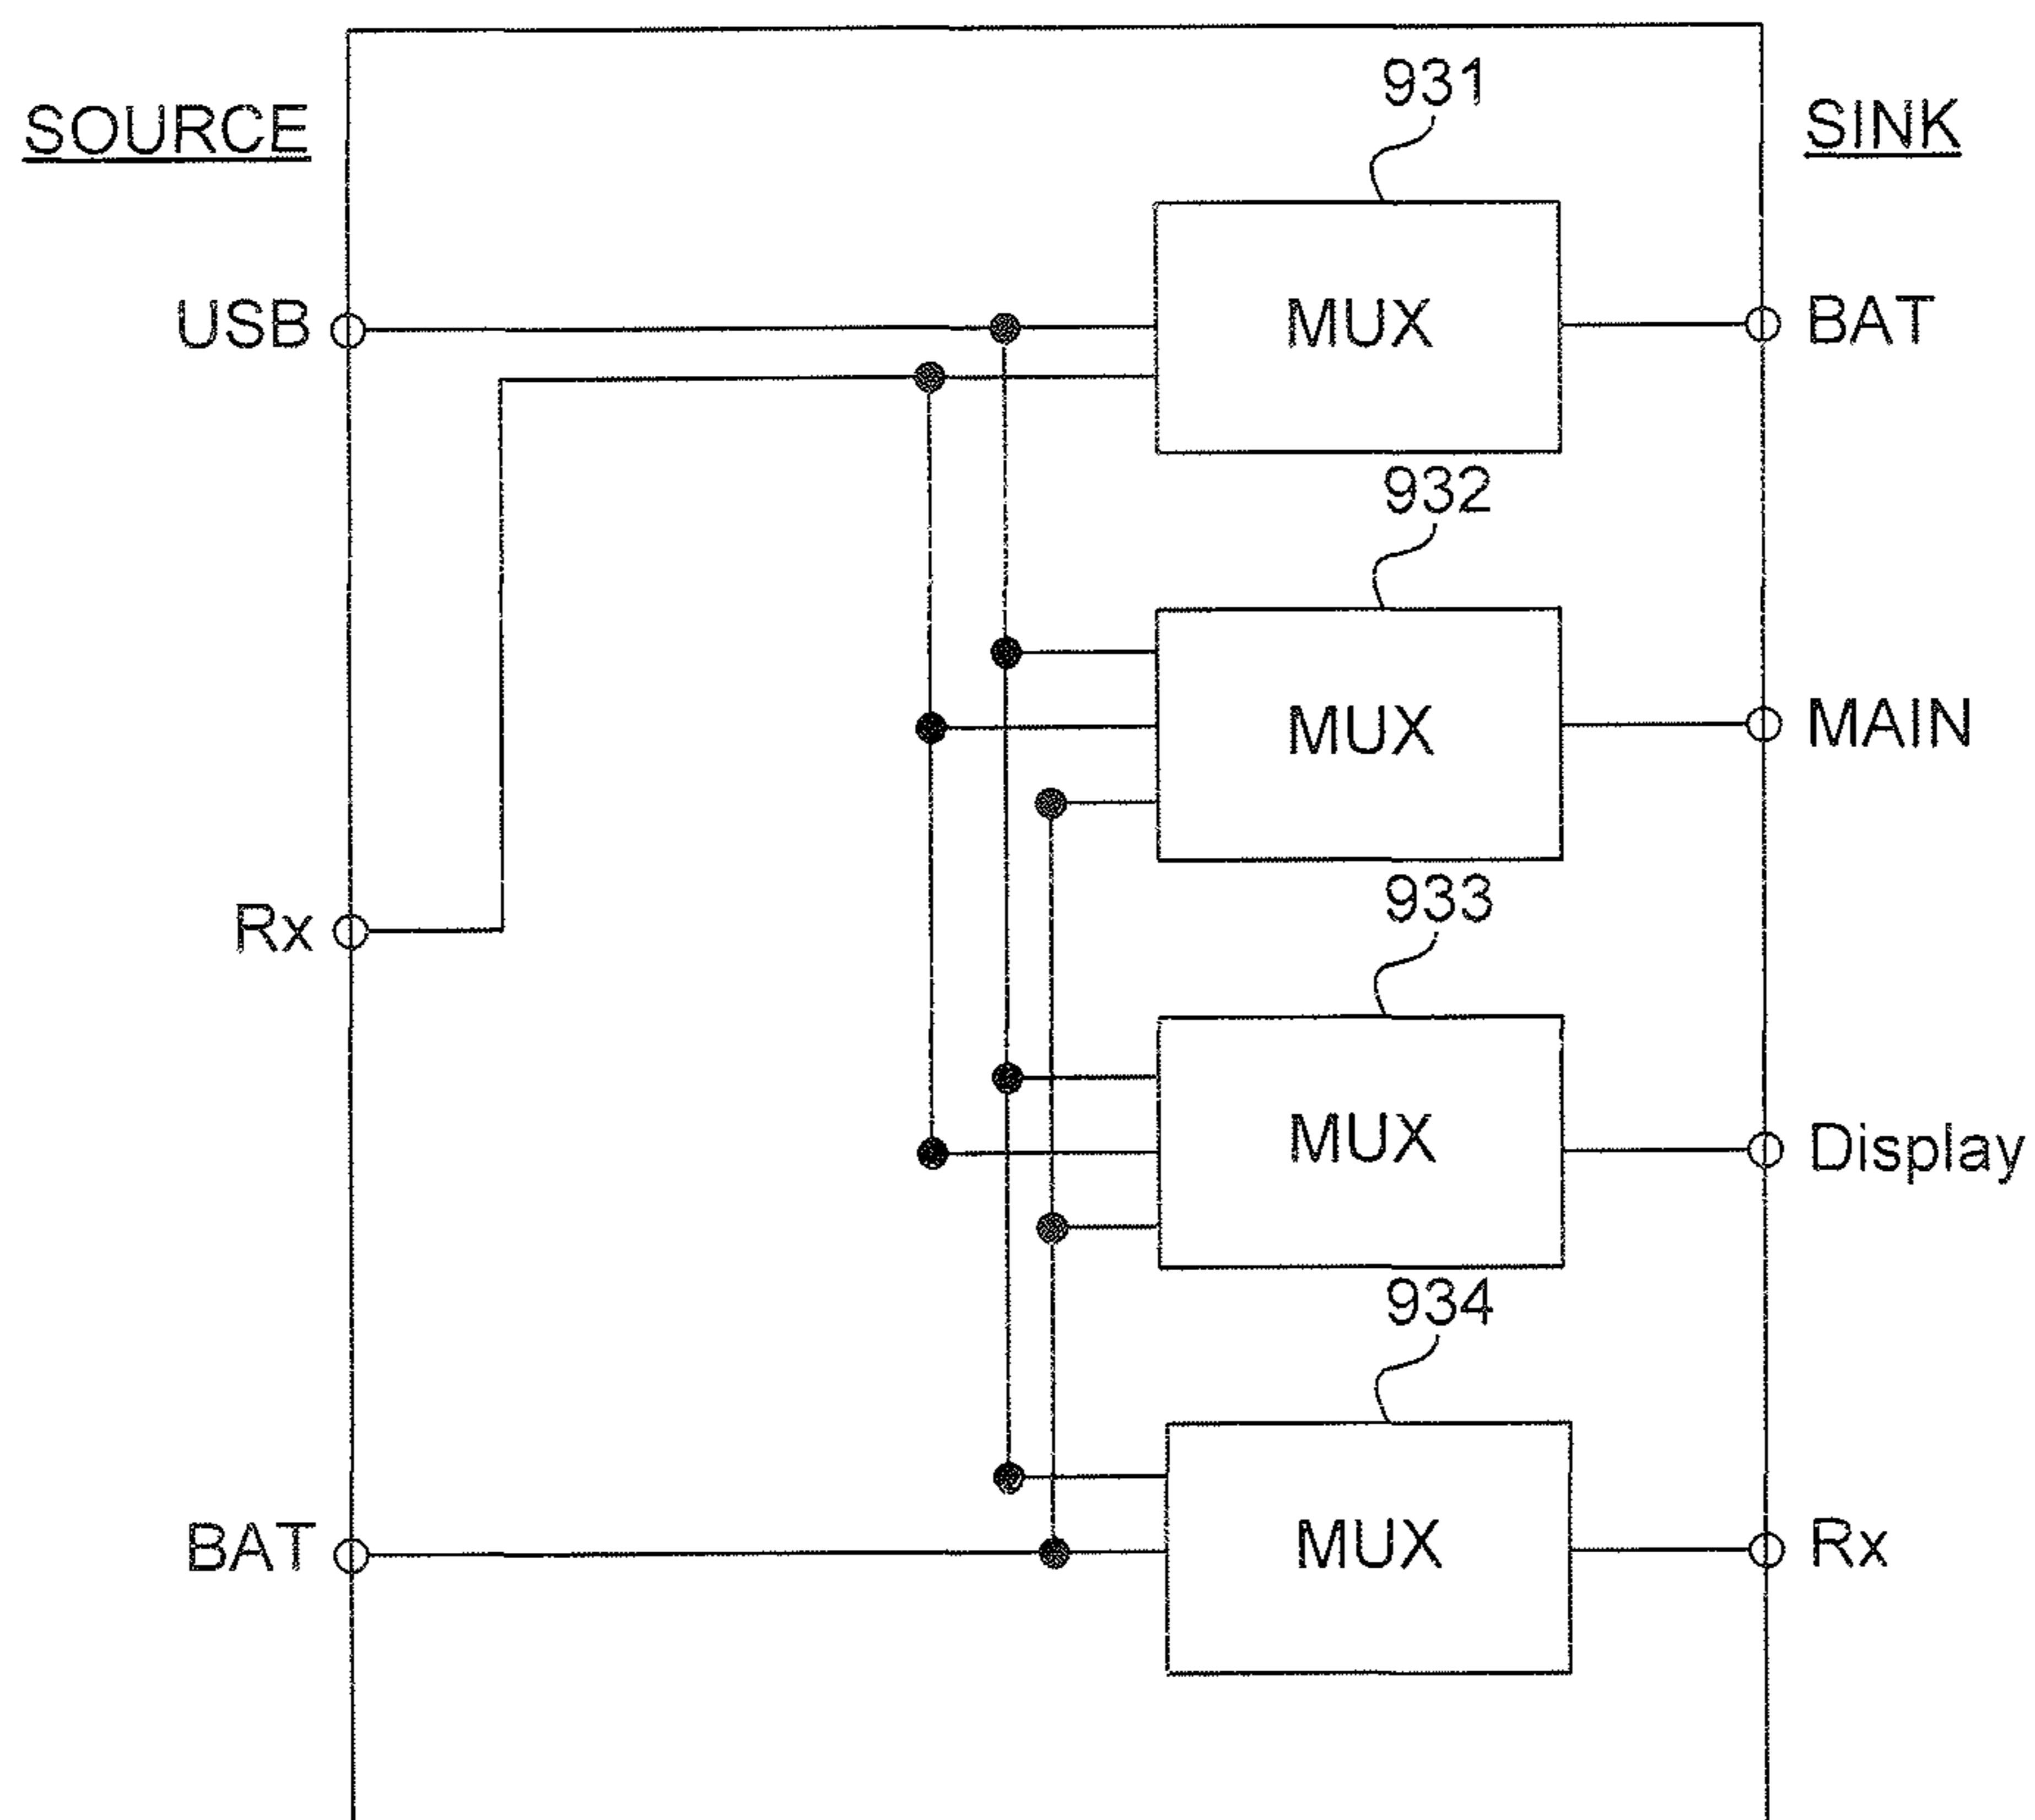 SOURCE
SINK
931
USB
MUX
BAT
932
MUX
MAIN
Rx
933
MUX
Display
934
BAT
MUX
Rx